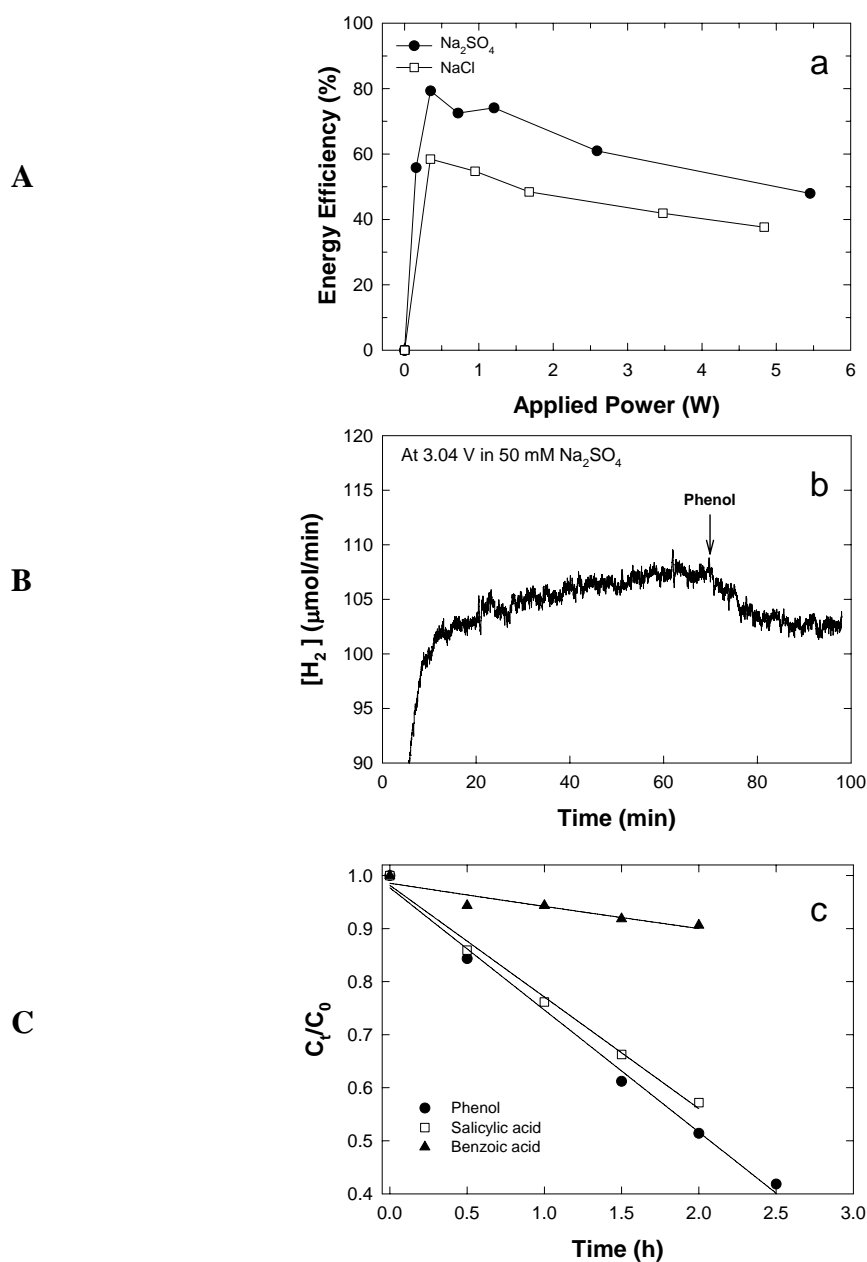 A
Energy Efficiency (%)
100
80
60
40
20
0
Na₂SO₄
NaCl
a
0 1 2 3 4 5 6
Applied Power (W)
B
[H₂] (μmol/min)
120
115
110
105
100
95
90
At 3.04 V in 50 mM Na₂SO₄
b
Phenol
0 20 40 60 80 100
Time (min)
C
Cₜ/C₀
1.0
0.9
0.8
0.7
0.6
0.5
0.4
c
Phenol
Salicylic acid
Benzoic acid
0.0 0.5 1.0 1.5 2.0 2.5 3.0
Time (h)